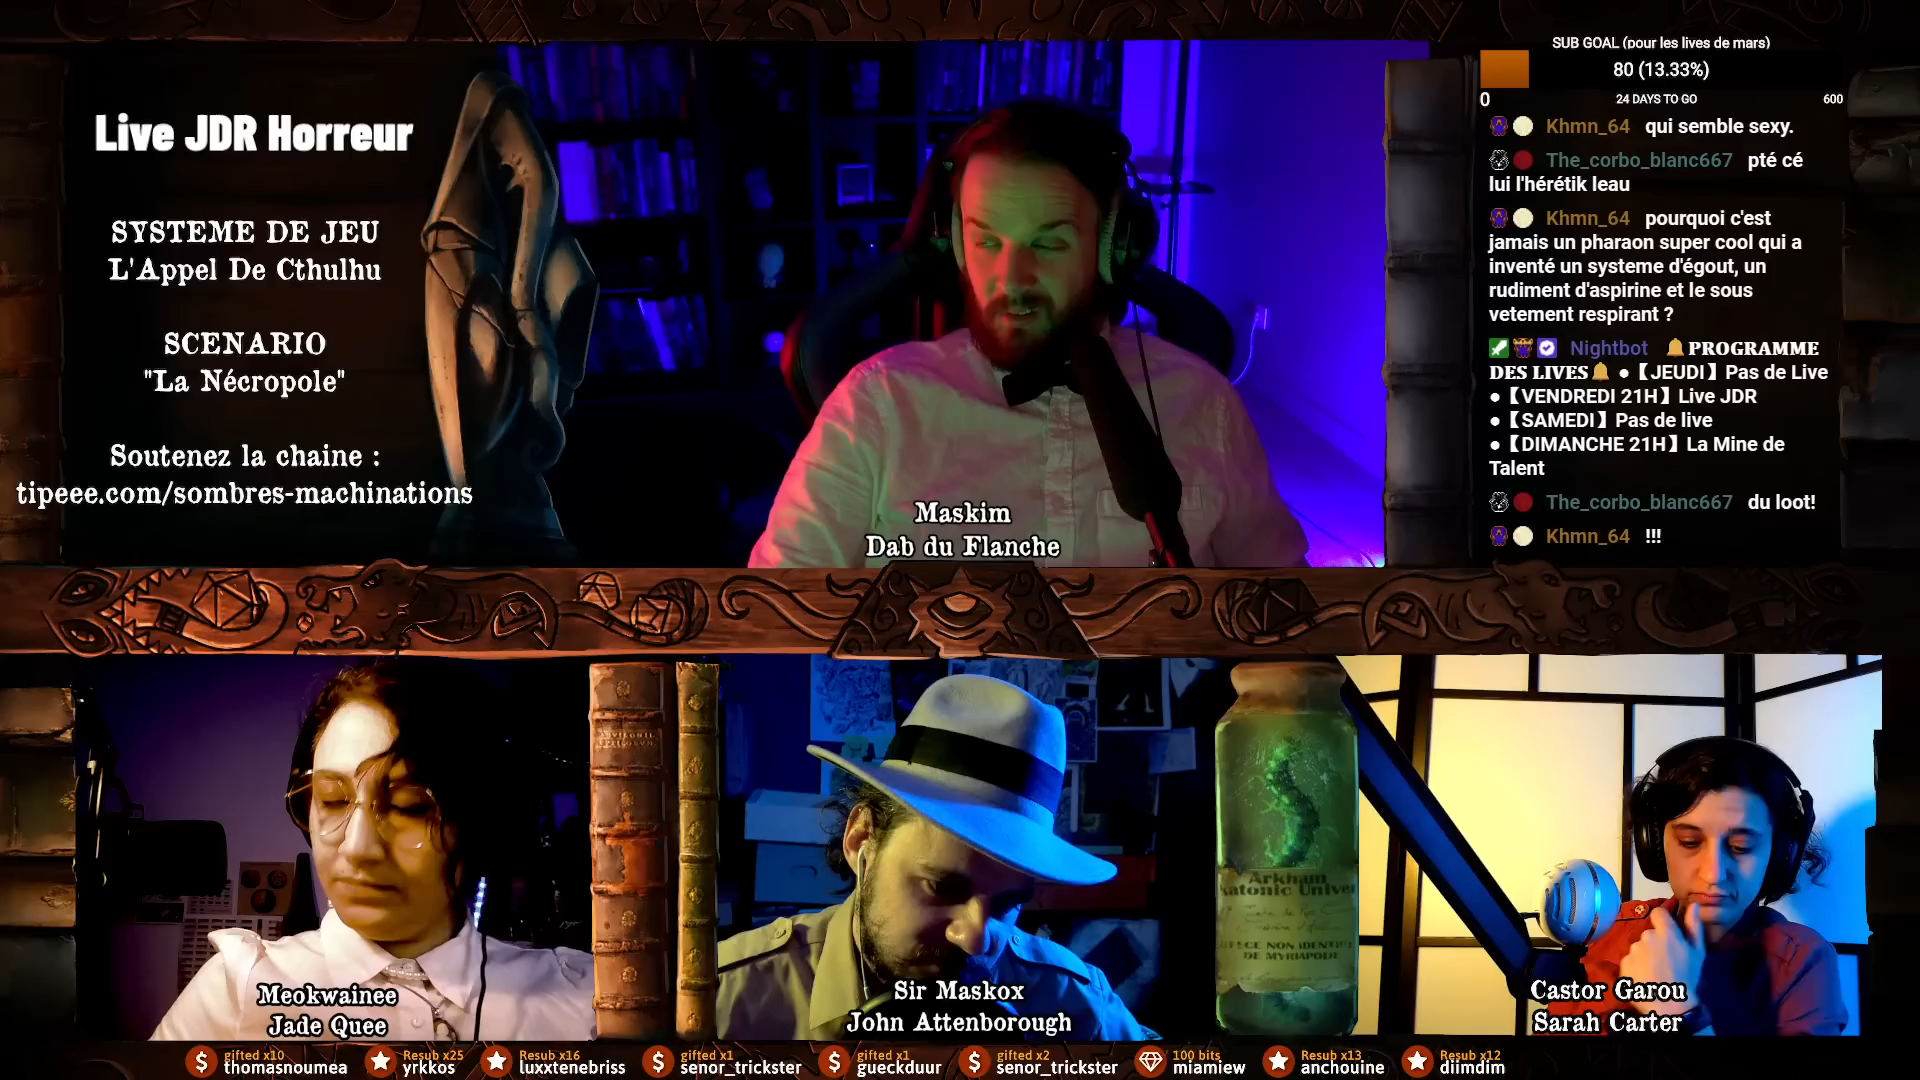 Live JDR Horreur
SYSTEME DE JEU
L'Appel De Cthulhu
SCENARIO
"La Nécropole"
Soutenez la chaine :
tipeee.com/sombres-machinations
Maskim
Dab du Flanche
SUB GOAL (pour les lives de mars)
80 (13.33%)
0
24 DAYS TO GO
600
Khmn_64 qui semble sexy.
The_corbo_blanc667 pté cé
lui l'hérétik leau
Khmn_64 pourquoi c'est
jamais un pharaon super cool qui a
inventé un systeme d'égout, un
rudiment d'aspirine et le sous
vetement respirant ?
Nightbot 🔔PROGRAMME
DES LIVES🔔 ●【JEUDI】Pas de Live
●【VENDREDI 21H】Live JDR
●【SAMEDI】Pas de live
●【DIMANCHE 21H】La Mine de
Talent
The_corbo_blanc667 du loot!
Khmn_64 !!!
Meokwainee
Jade Quee
Sir Maskox
John Attenborough
Arkham
katonic Univer
DE MYRIAPODE
Castor Garou
Sarah Carter
gifted x10
thomasnoumea
Resub x25
yrkkos
Resub x16
luxxtenebriss
gifted x1
senor_trickster
gifted x1
gueckduur
gifted x2
senor_trickster
100 bits
miamiew
Resub x13
anchouine
Resub x12
diimdim